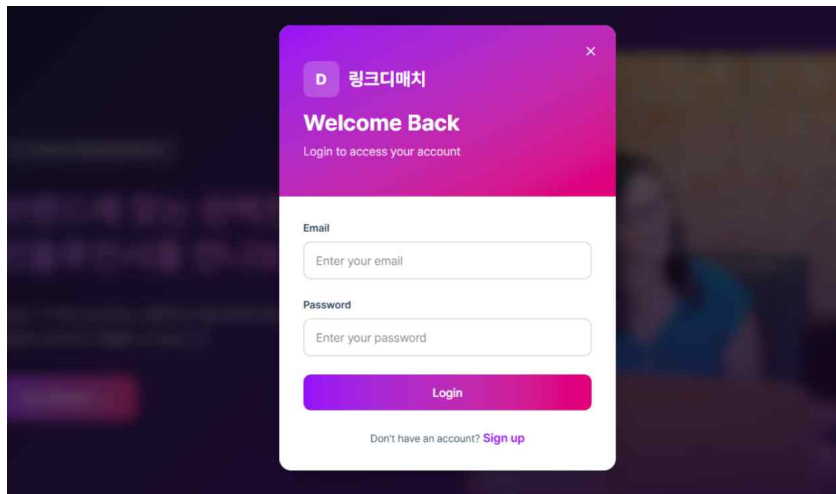 ×
D 링크디매치
Welcome Back
Login to access your account
Email
Enter your email
Password
Enter your password
Login
Don't have an account? Sign up